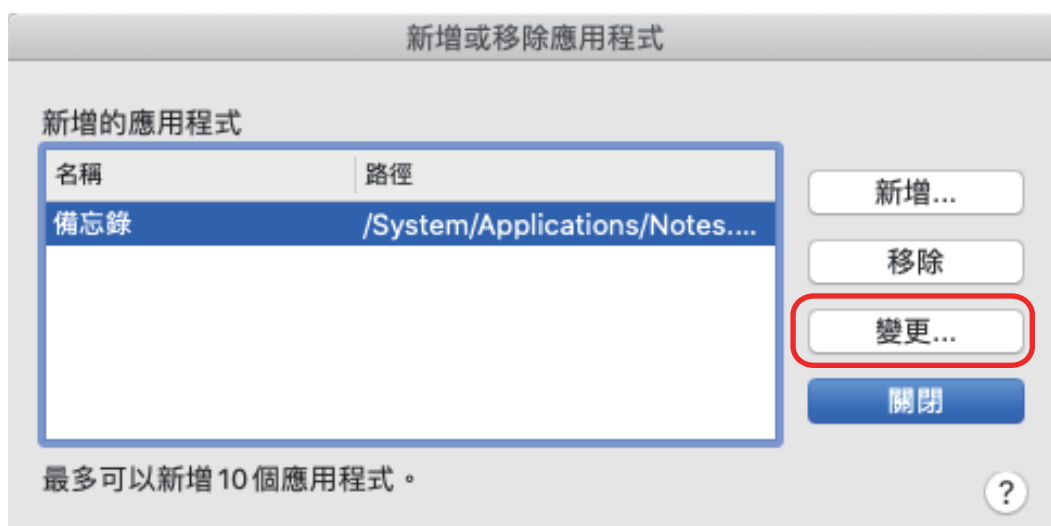 新增或移除應用程式
新增的應用程式
名稱 路徑
備忘錄 /System/Applications/Notes....
新增...
移除
變更...
關閉
最多可以新增10個應用程式。
?